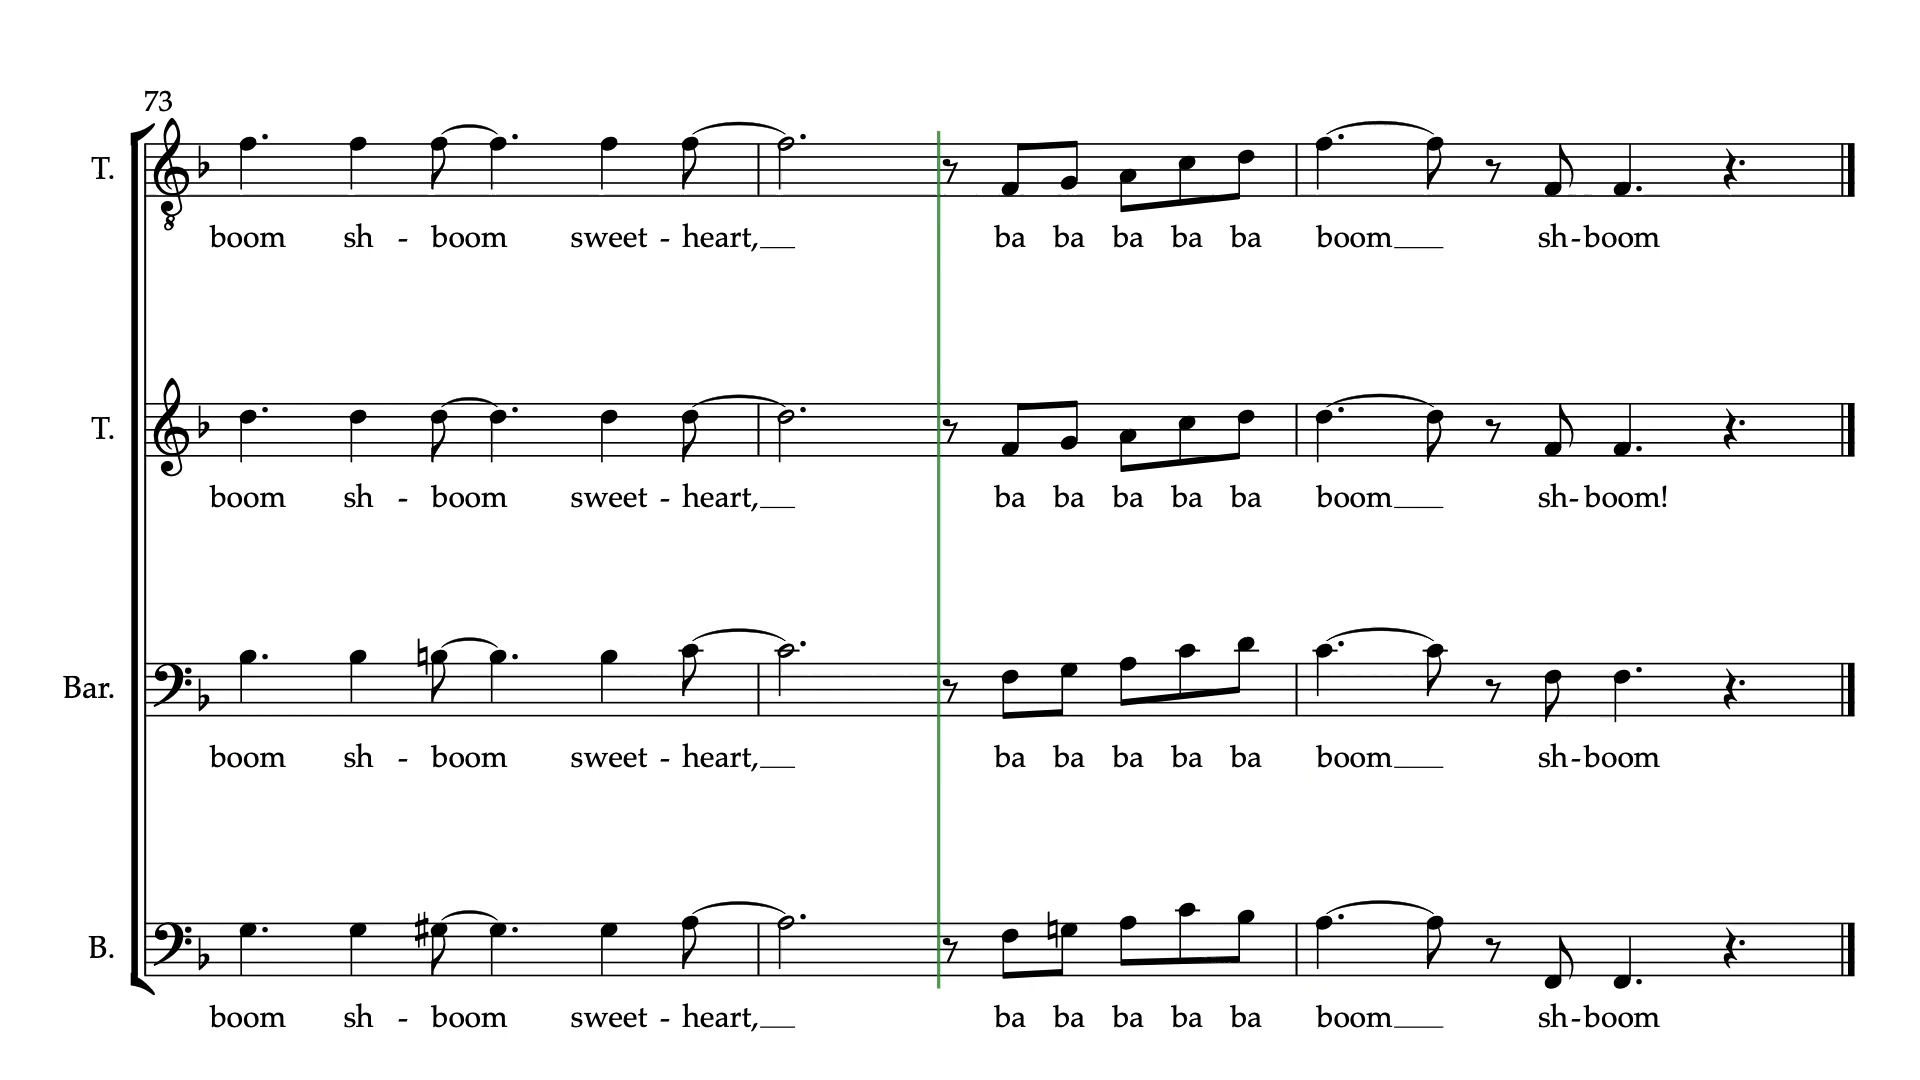 73
T.
boom sh - boom sweet - heart,__ ba ba ba ba ba boom___ sh-boom
T.
boom sh - boom sweet - heart,__ ba ba ba ba ba boom___ sh-boom!
Bar.
boom sh - boom sweet - heart,__ ba ba ba ba ba boom___ sh-boom
B.
boom sh - boom sweet - heart,__ ba ba ba ba ba boom___ sh-boom